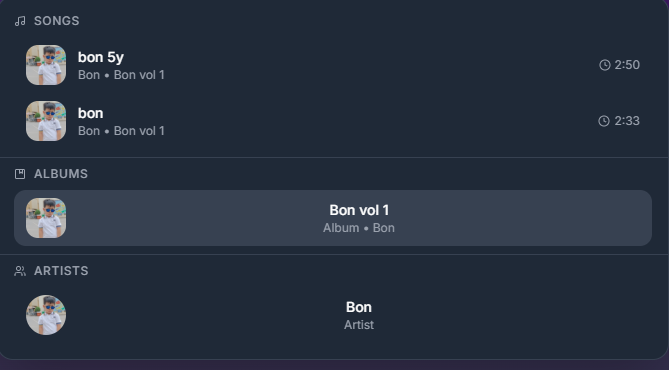 SONGS
bon 5y
Bon • Bon vol 1
2:50
bon
Bon • Bon vol 1
2:33
ALBUMS
Bon vol 1
Album • Bon
ARTISTS
Bon
Artist